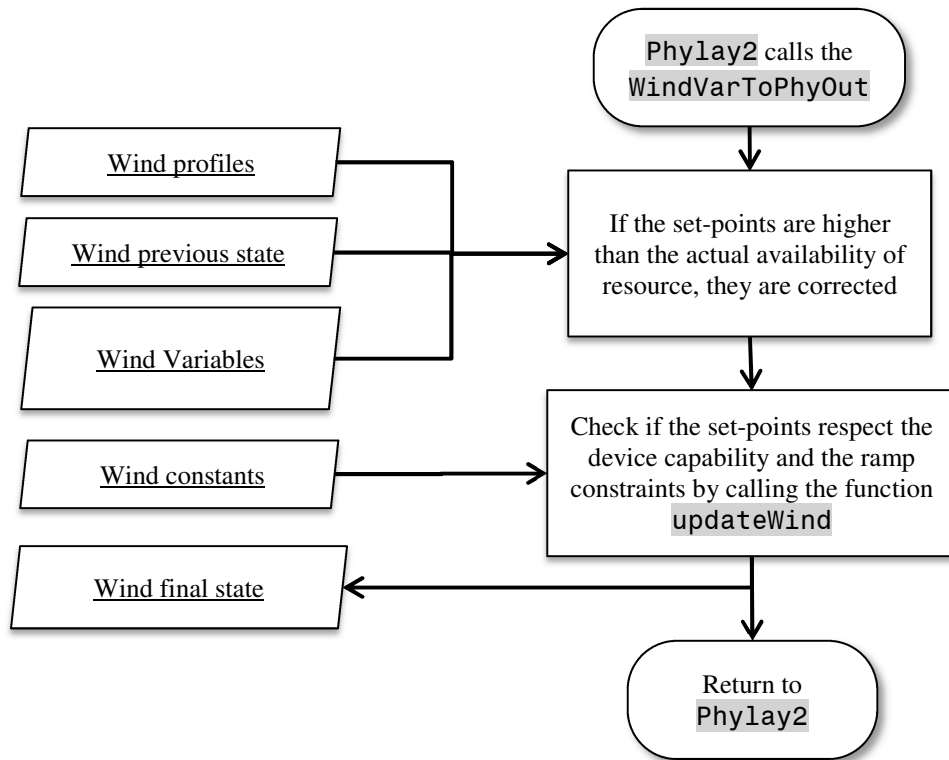 Phylay2 calls the
WindVarToPhyOut
Wind profiles
Wind previous state
Wind Variables
If the set-points are higher
than the actual availability of
resource, they are corrected
Wind constants
Check if the set-points respect the
device capability and the ramp
constraints by calling the function
updateWind
Wind final state
Return to
Phylay2